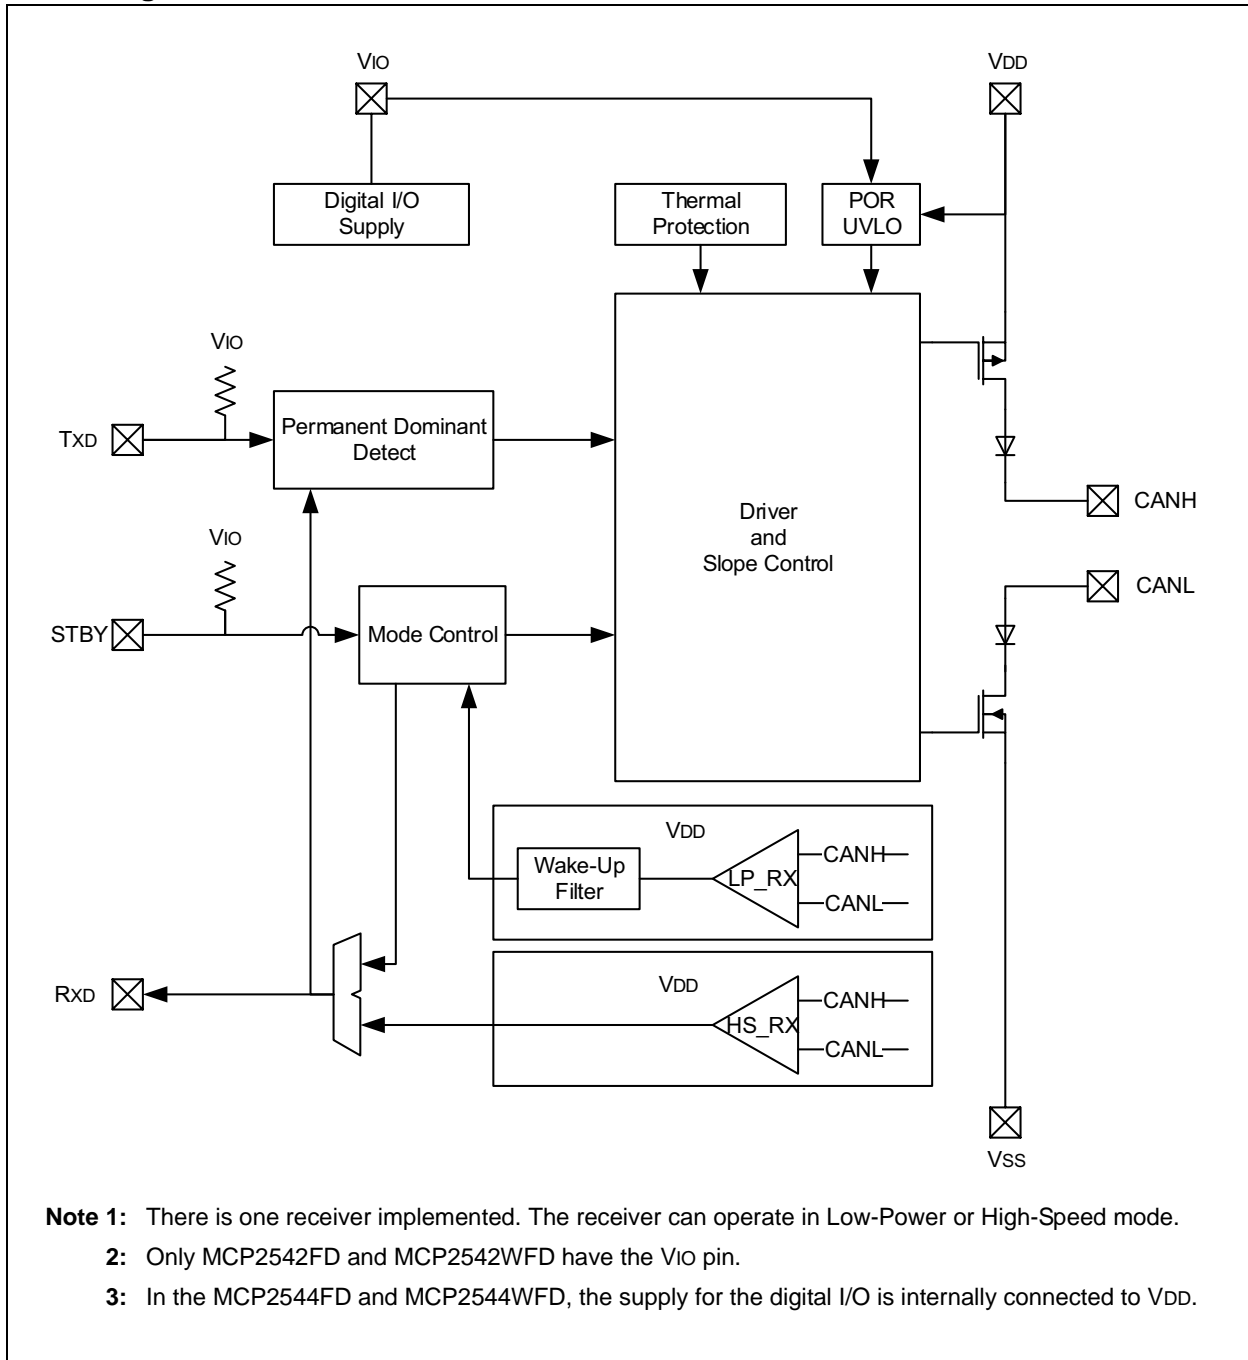 VIO
VDD
Digital I/O
Supply
Thermal
Protection
POR
UVLO
VIO
TXD
Permanent Dominant
Detect
CANH
Driver
and
Slope Control
VIO
CANL
STBY
Mode Control
VDD
Wake-Up
Filter
LP_RX
CANH
CANL
VDD
RXD
HS_RX
CANH
CANL
VSS
Note 1: There is one receiver implemented. The receiver can operate in Low-Power or High-Speed mode.
2: Only MCP2542FD and MCP2542WFD have the VIO pin.
3: In the MCP2544FD and MCP2544WFD, the supply for the digital I/O is internally connected to VDD.